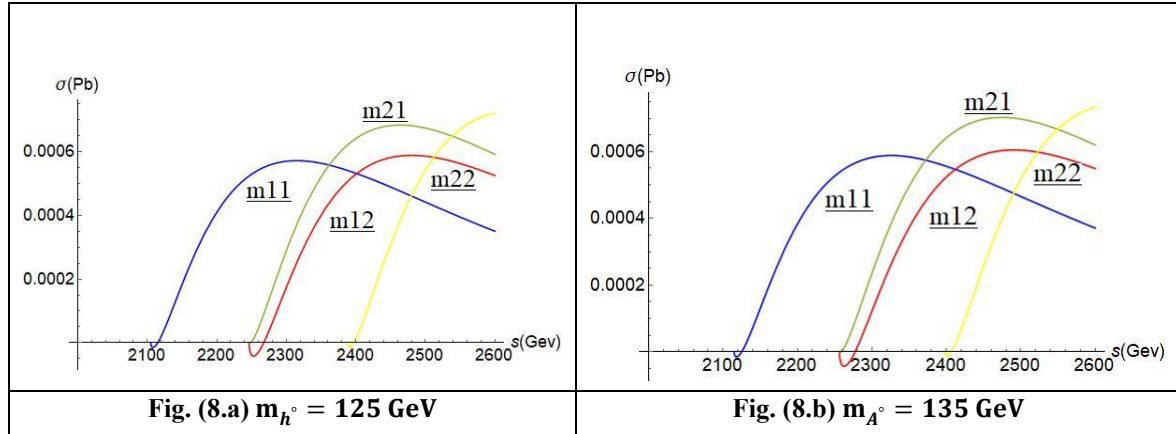 σ(Pb)
0.0006
0.0004
0.0002
m11
m21
m12
m22
2100
2200
2300
2400
2500
2600
s(Gev)
Fig. (8.a) m_h° = 125 GeV
σ(Pb)
0.0006
0.0004
0.0002
m11
m21
m12
m22
2100
2200
2300
2400
2500
2600
s(Gev)
Fig. (8.b) m_A° = 135 GeV